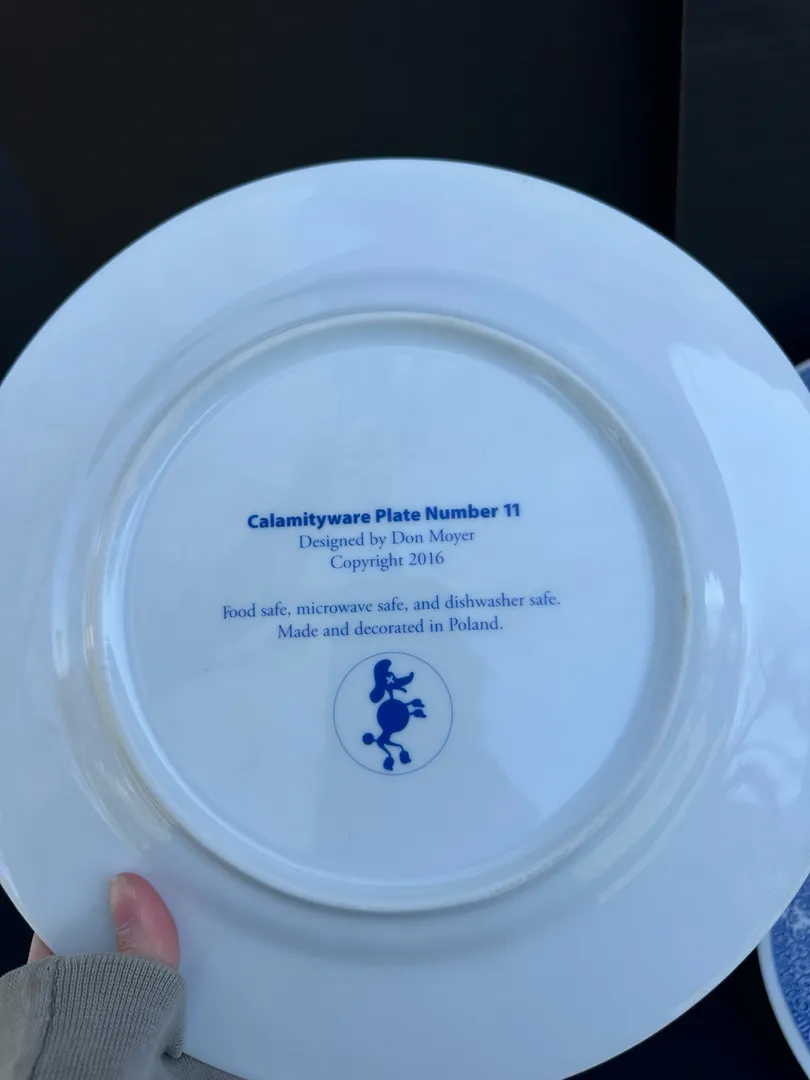 Calamityware Plate Number 11
Designed by Don Moyer
Copyright 2016
Food safe, microwave safe, and dishwasher safe.
Made and decorated in Poland.